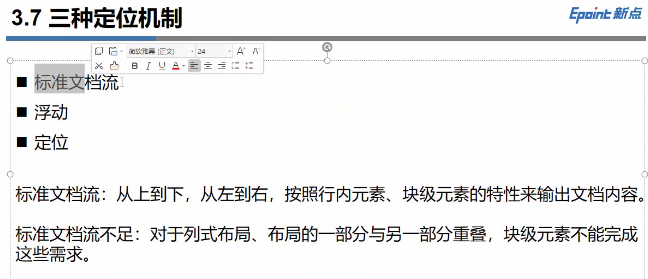 3.7 三种定位机制
Epoint 新点
微软雅黑 (正文) 24 A A
B I U A
■ 标准文档流
■ 浮动
■ 定位
标准文档流：从上到下，从左到右，按照行内元素、块级元素的特性来输出文档内容。
标准文档流不足：对于列式布局、布局的一部分与另一部分重叠，块级元素不能完成
这些需求。